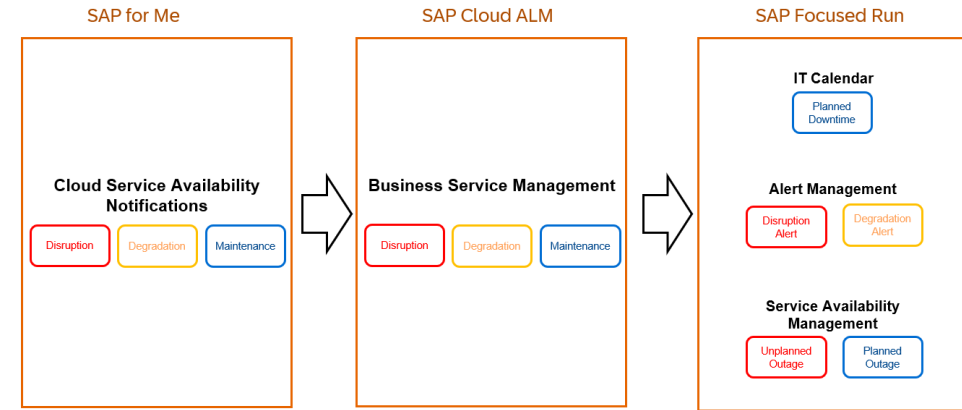 SAP for Me
SAP Cloud ALM
SAP Focused Run
Cloud Service Availability
Notifications
Disruption
Degradation
Maintenance
Business Service Management
Disruption
Degradation
Maintenance
IT Calendar
Planned
Downtime
Alert Management
Disruption
Alert
Degradation
Alert
Service Availability
Management
Unplanned
Outage
Planned
Outage